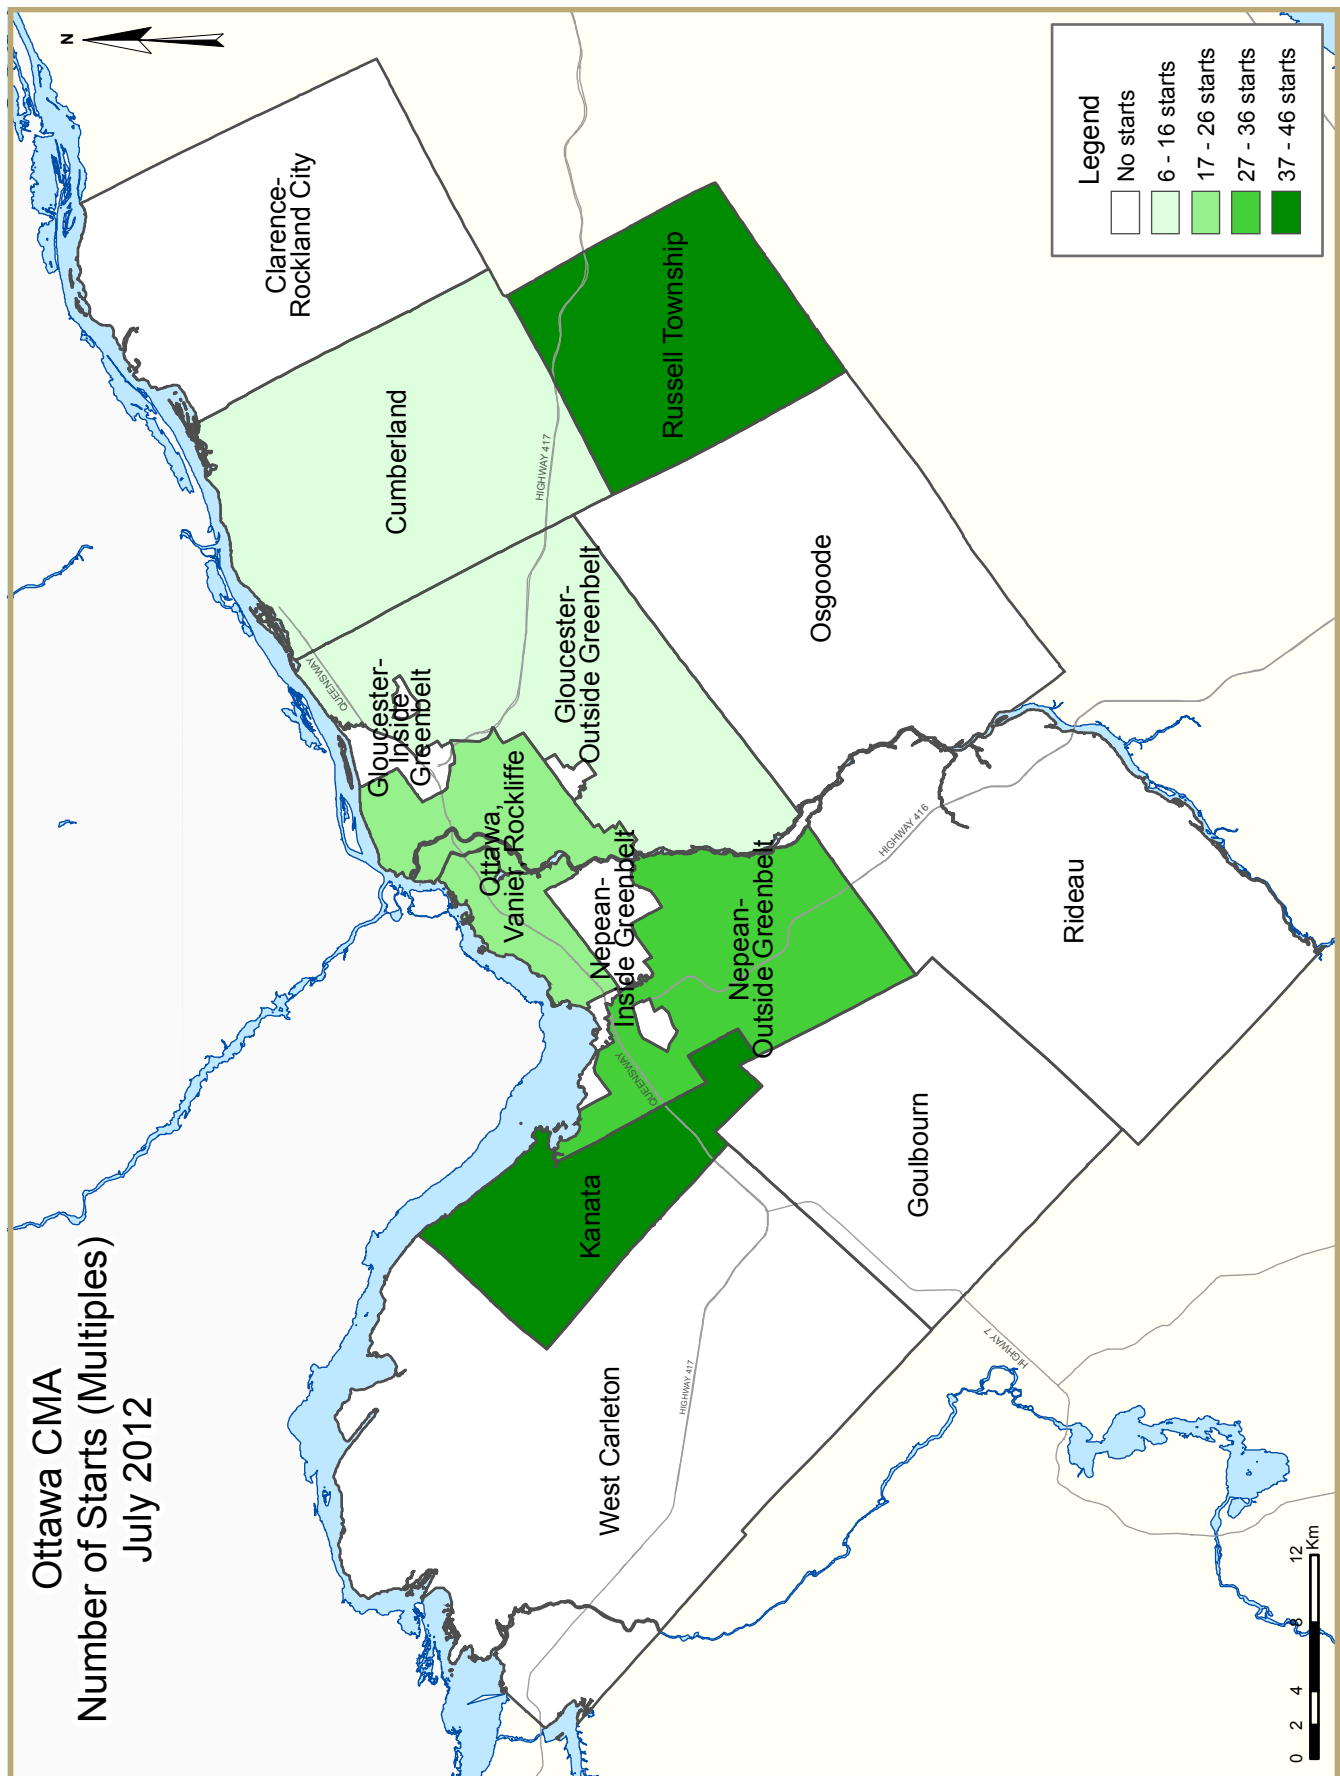 Ottawa CMA
Number of Starts (Multiples)
July 2012
N
West Carleton
HIGHWAY 417
HIGHWAY 7
Kanata
Goulbourn
QUEENSWAY
Nepean-
Inside Greenbelt
Nepean-
Outside Greenbelt
Rideau
HIGHWAY 416
Ottawa,
Vanier, Rockliffe
Gloucester-
Inside
Greenbelt
QUEENSWAY
Gloucester-
Outside Greenbelt
Osgoode
Cumberland
HIGHWAY 417
Clarence-
Rockland City
Russell Township
Legend
No starts
6 - 16 starts
17 - 26 starts
27 - 36 starts
37 - 46 starts
0 2 4 8 12
Km